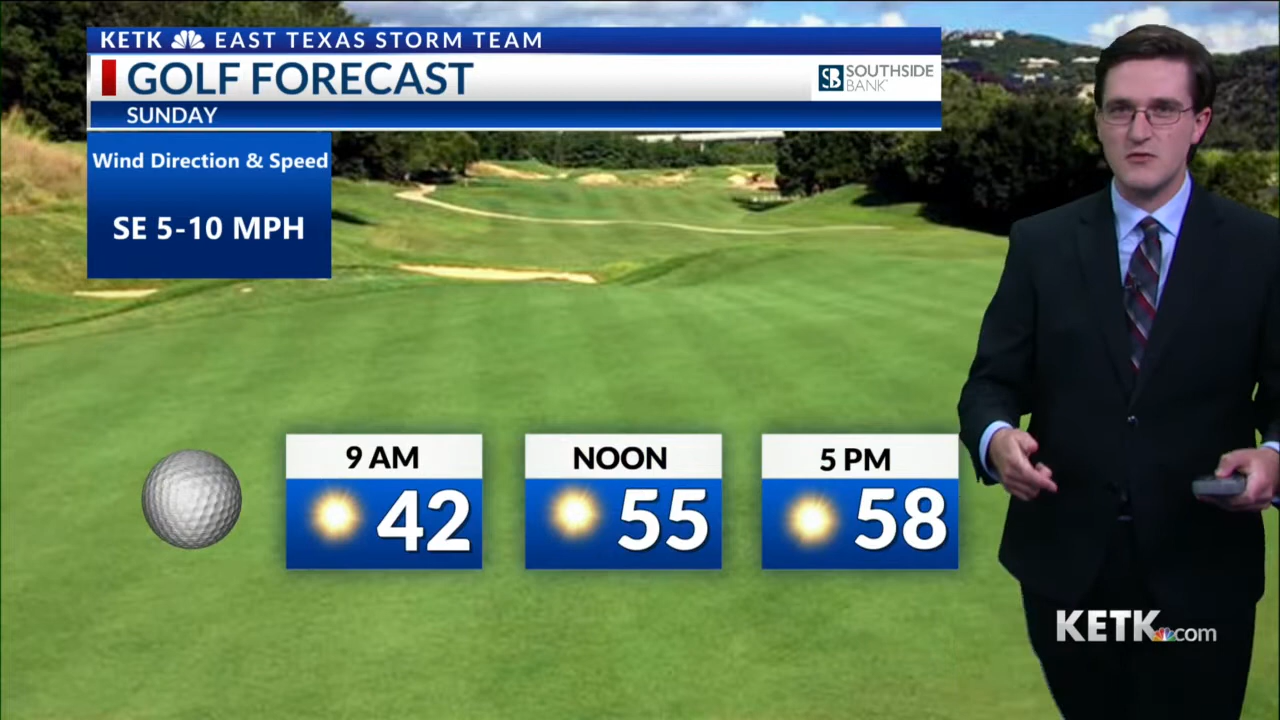 KETK EAST TEXAS STORM TEAM
GOLF FORECAST
SB SOUTHSIDE
BANK
SUNDAY
Wind Direction & Speed
SE 5-10 MPH
9 AM
42
NOON
55
5 PM
58
KETK.com